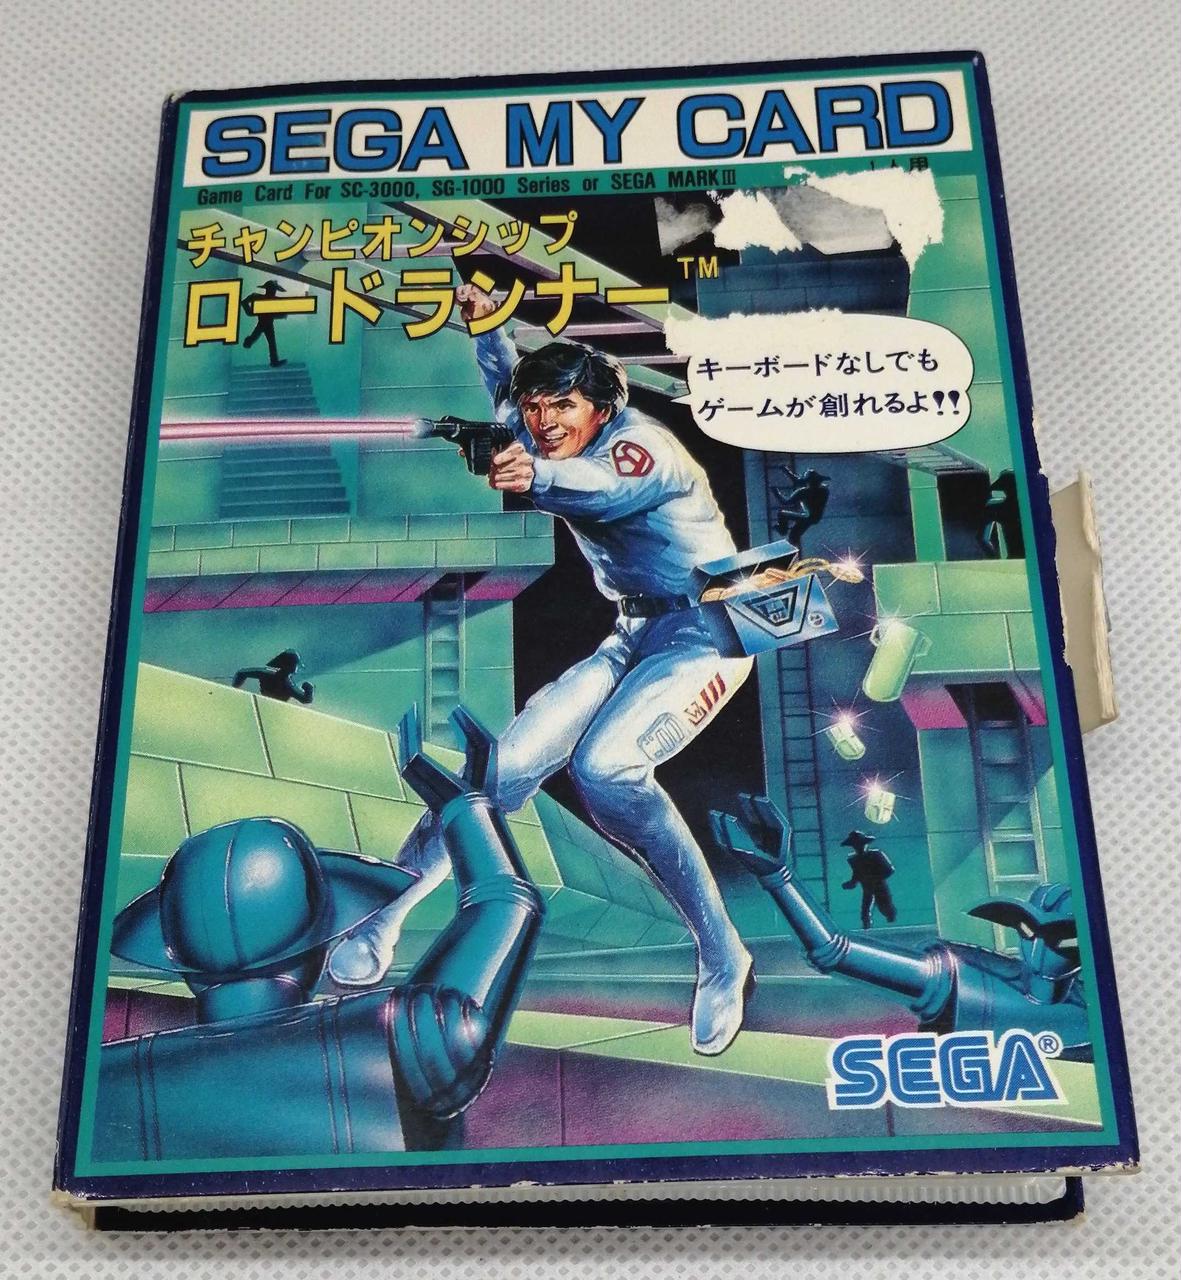 SEGA MY CARD
1人用
Game Card For SC-3000, SG-1000 Series or SEGA MARKIII
チャンピオンシップ
ロードランナー™
キーボードなしでも
ゲームが創れるよ!!
SEGA®